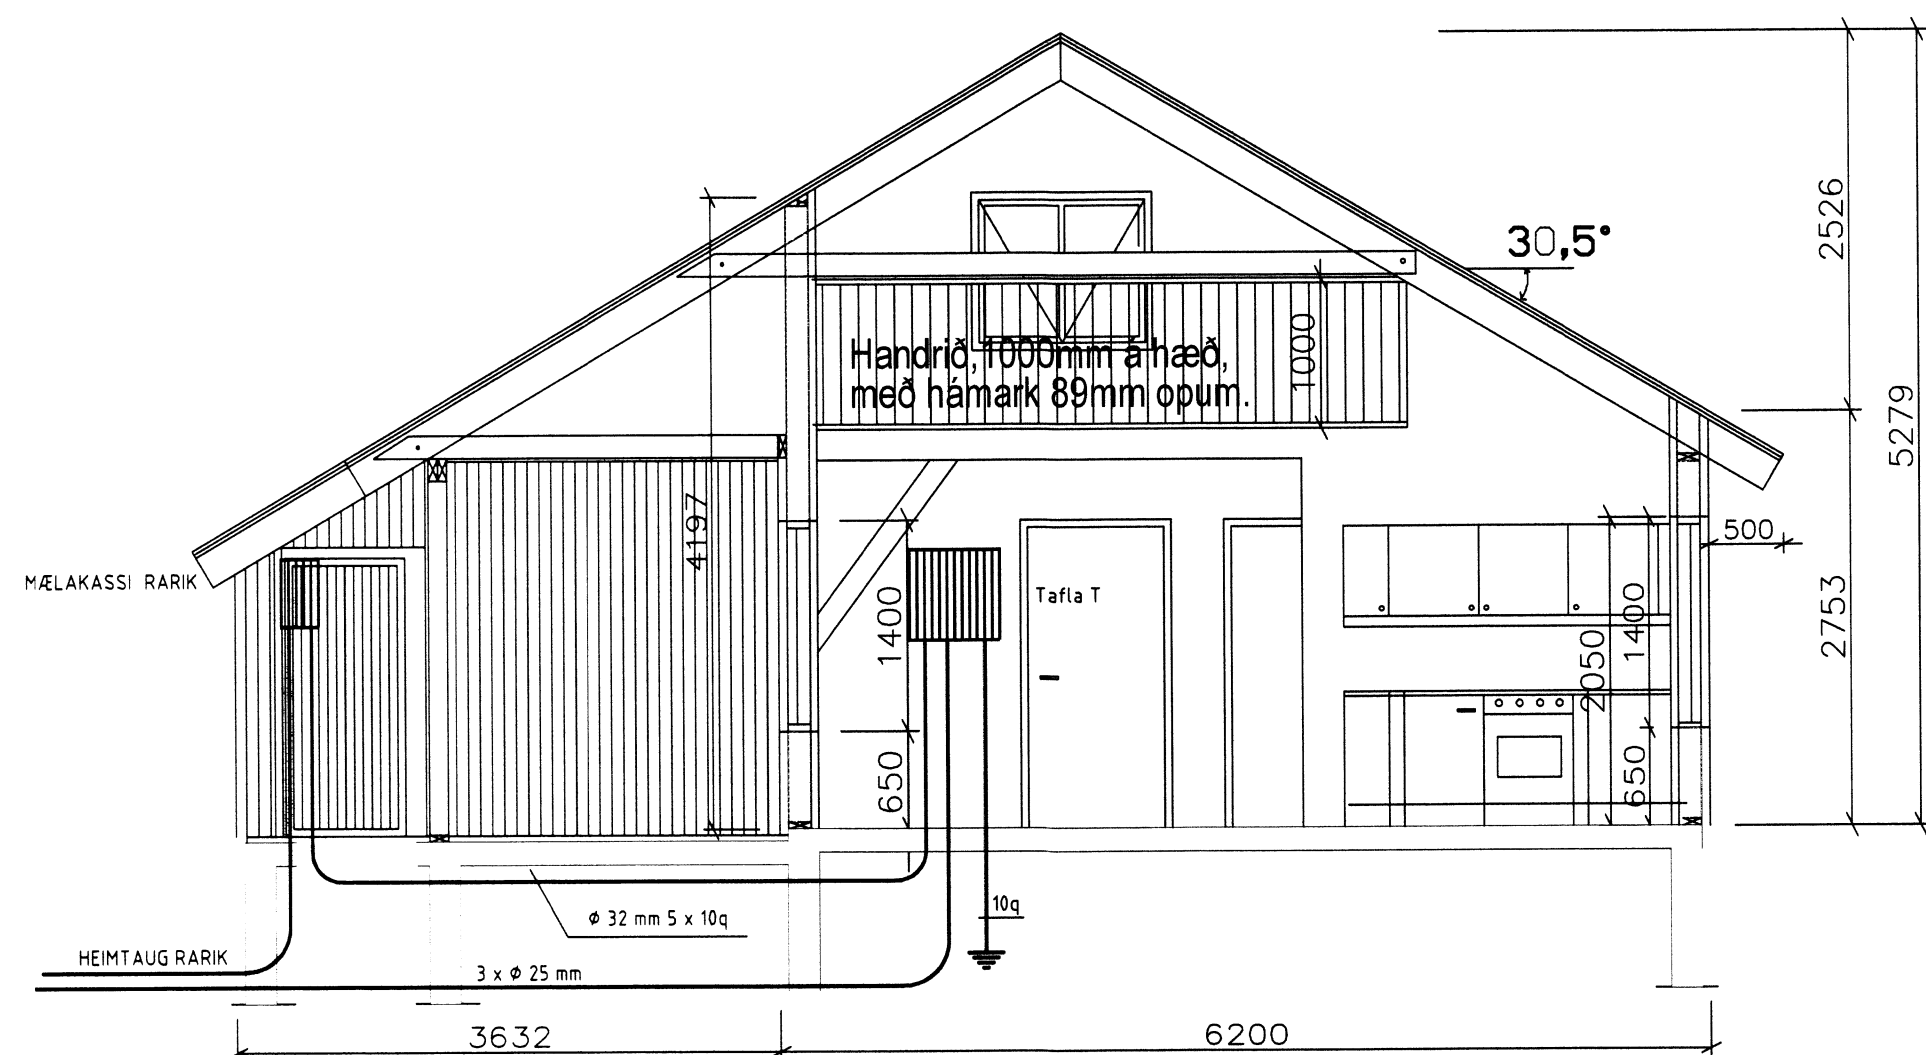 2526
5279
30,5°
Handrið, 1000mm á hæð,
með hámark 89mm opum.
1000
4197
500
MÆLAKASSI RARIK
Tafla T
1400
1400
2050
2753
650
650
10q
ϕ 32 mm 5 x 10q
HEIMTAUG RARIK
3 x ϕ 25 mm
3632
6200